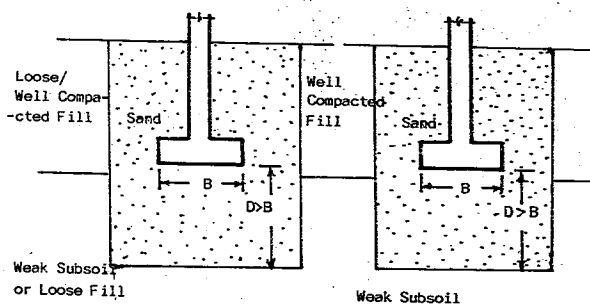 Loose/
Well Compa-
-cted Fill
Sand
B
D>B
Weak Subsoil
or Loose Fill
Well
Compacted
Fill
Sand
B
D>B
Weak Subsoil